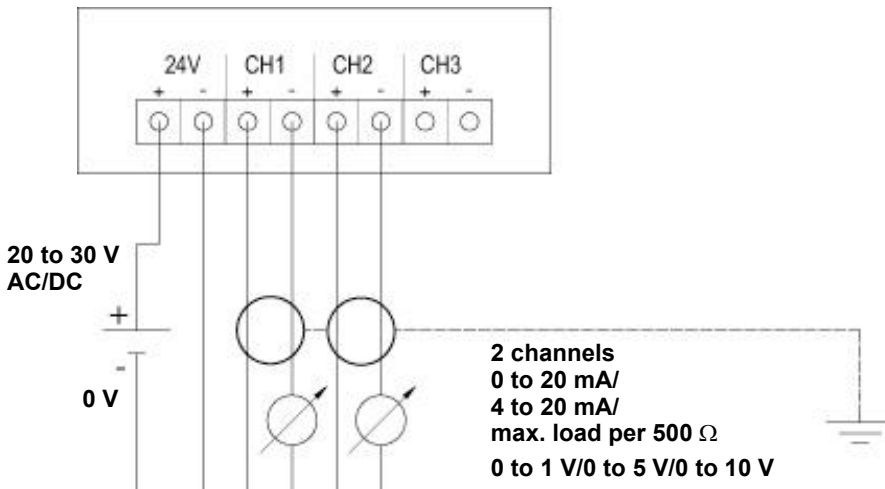 24V CH1 CH2 CH3
+ - + - + - + -
20 to 30 V
AC/DC
+
-
0 V
2 channels
0 to 20 mA/
4 to 20 mA/
max. load per 500 Ω
0 to 1 V/0 to 5 V/0 to 10 V